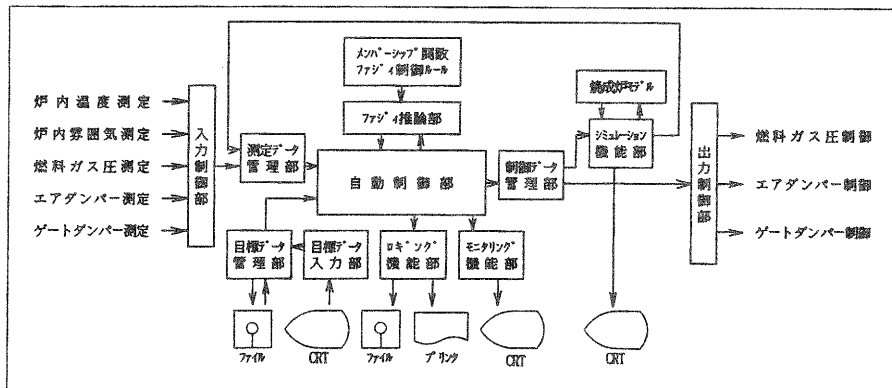 メンバーシップ関数
ファジィ制御ルール
焼成炉モデル
炉内温度測定
炉内雰囲気測定
燃料ガス圧測定
エアダンパー測定
ゲートダンパー測定
入力制御部
測定データ
管理部
ファジィ推論部
自動制御部
制御データ
管理部
シミュレーション
機能部
出力制御部
燃料ガス圧制御
エアダンパー制御
ゲートダンパー制御
目標データ
管理部
目標データ
入力部
ロギング
機能部
モニタリング
機能部
ファイル
CRT
ファイル
プリンタ
CRT
CRT